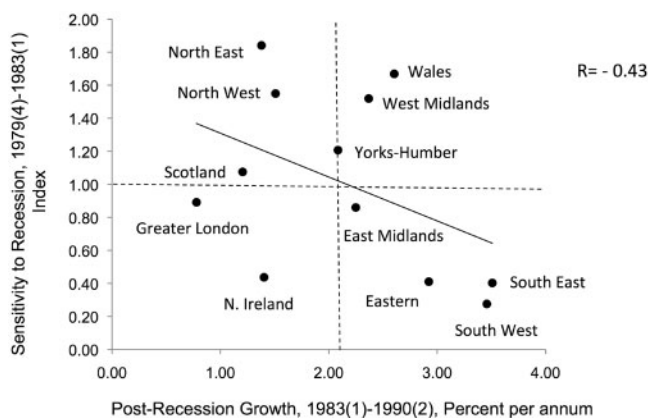 2.00
1.80
1.60
1.40
1.20
1.00
0.80
0.60
0.40
0.20
0.00
Sensitivity to Recession, 1979(4)-1983(1)
Index
North East
Wales
R= - 0.43
North West
West Midlands
Yorks-Humber
Scotland
Greater London
East Midlands
N. Ireland
Eastern
South East
South West
0.00 1.00 2.00 3.00 4.00
Post-Recession Growth, 1983(1)-1990(2), Percent per annum